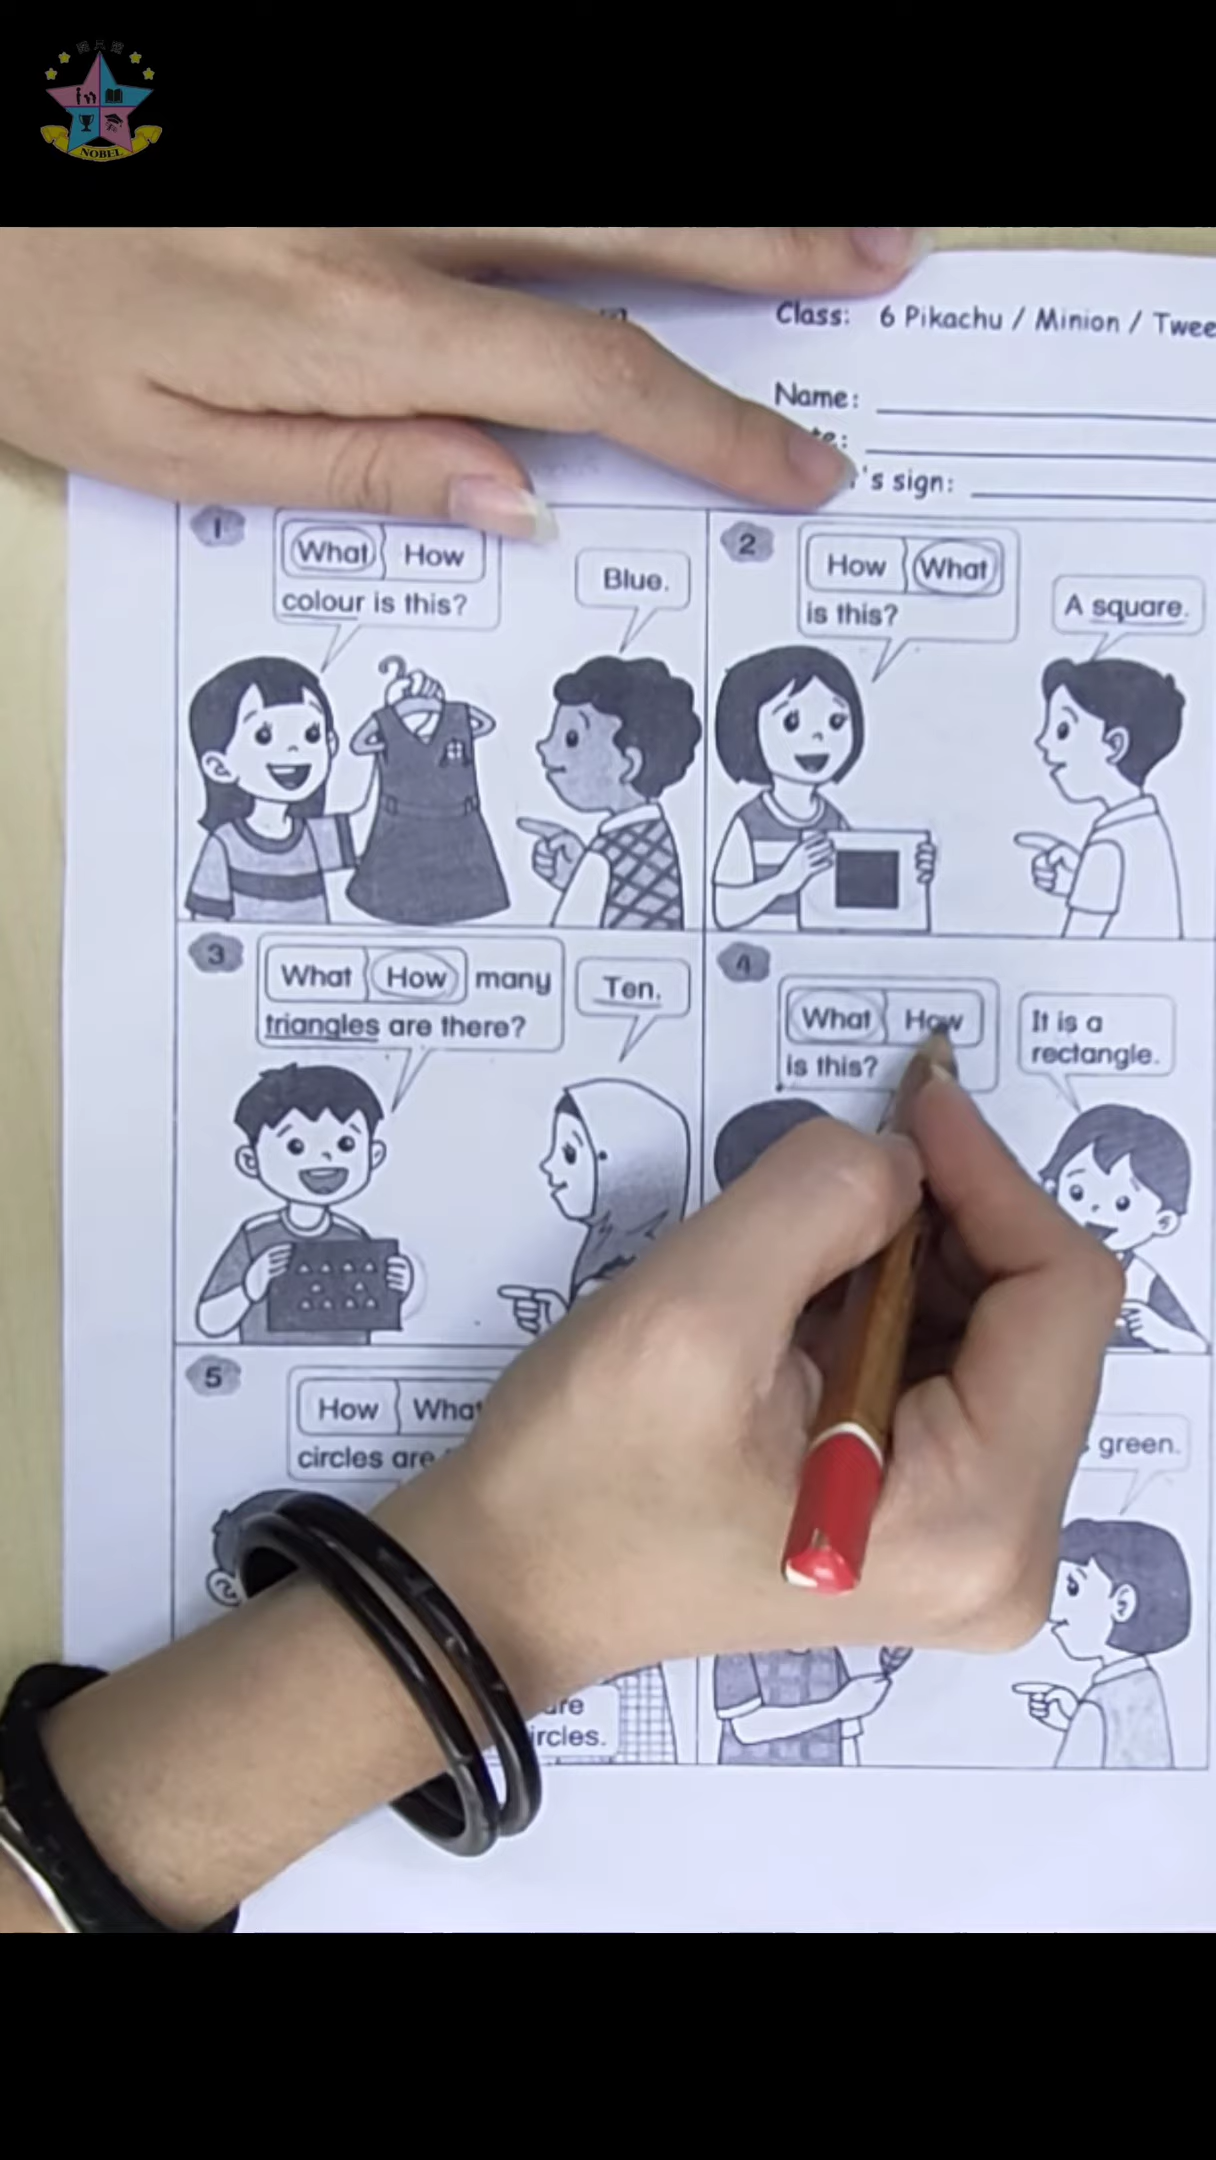 NOBEL
Class: 6 Pikachu / Minion /
Name:
's sign:
1
What How
colour is this?
Blue.
2
How What
is this?
A square.
3
What How many
triangles are there?
Ten.
4
What How
is this?
It is a
rectangle.
5
How What
circles are
green.
are
circles.